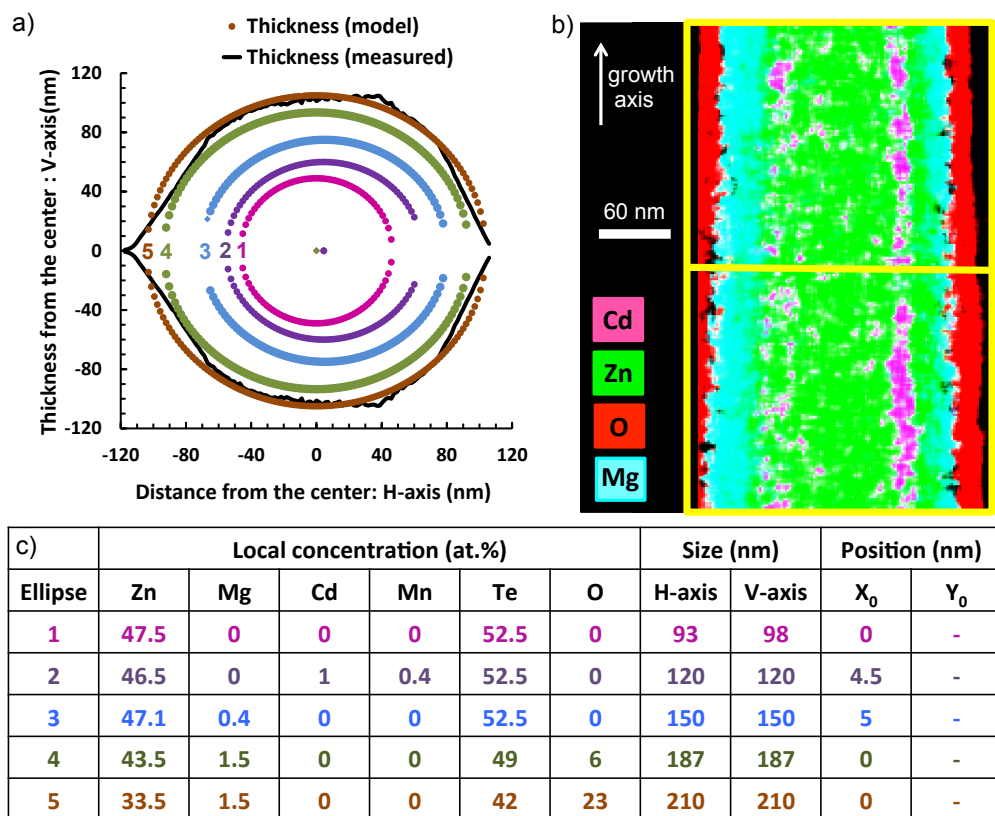 a)
Thickness (model)
Thickness (measured)
Thickness from the center : V-axis(nm)
120
80
40
0
-40
-80
-120
5 4 3 2 1
-120 -80 -40 0 40 80 120
Distance from the center: H-axis (nm)
b)
growth
axis
60 nm
Cd
Zn
O
Mg
c) Local concentration (at.%) Size (nm) Position (nm)
Ellipse Zn Mg Cd Mn Te O H-axis V-axis X₀ Y₀
1 47.5 0 0 0 52.5 0 93 98 0 -
2 46.5 0 1 0.4 52.5 0 120 120 4.5 -
3 47.1 0.4 0 0 52.5 0 150 150 5 -
4 43.5 1.5 0 0 49 6 187 187 0 -
5 33.5 1.5 0 0 42 23 210 210 0 -